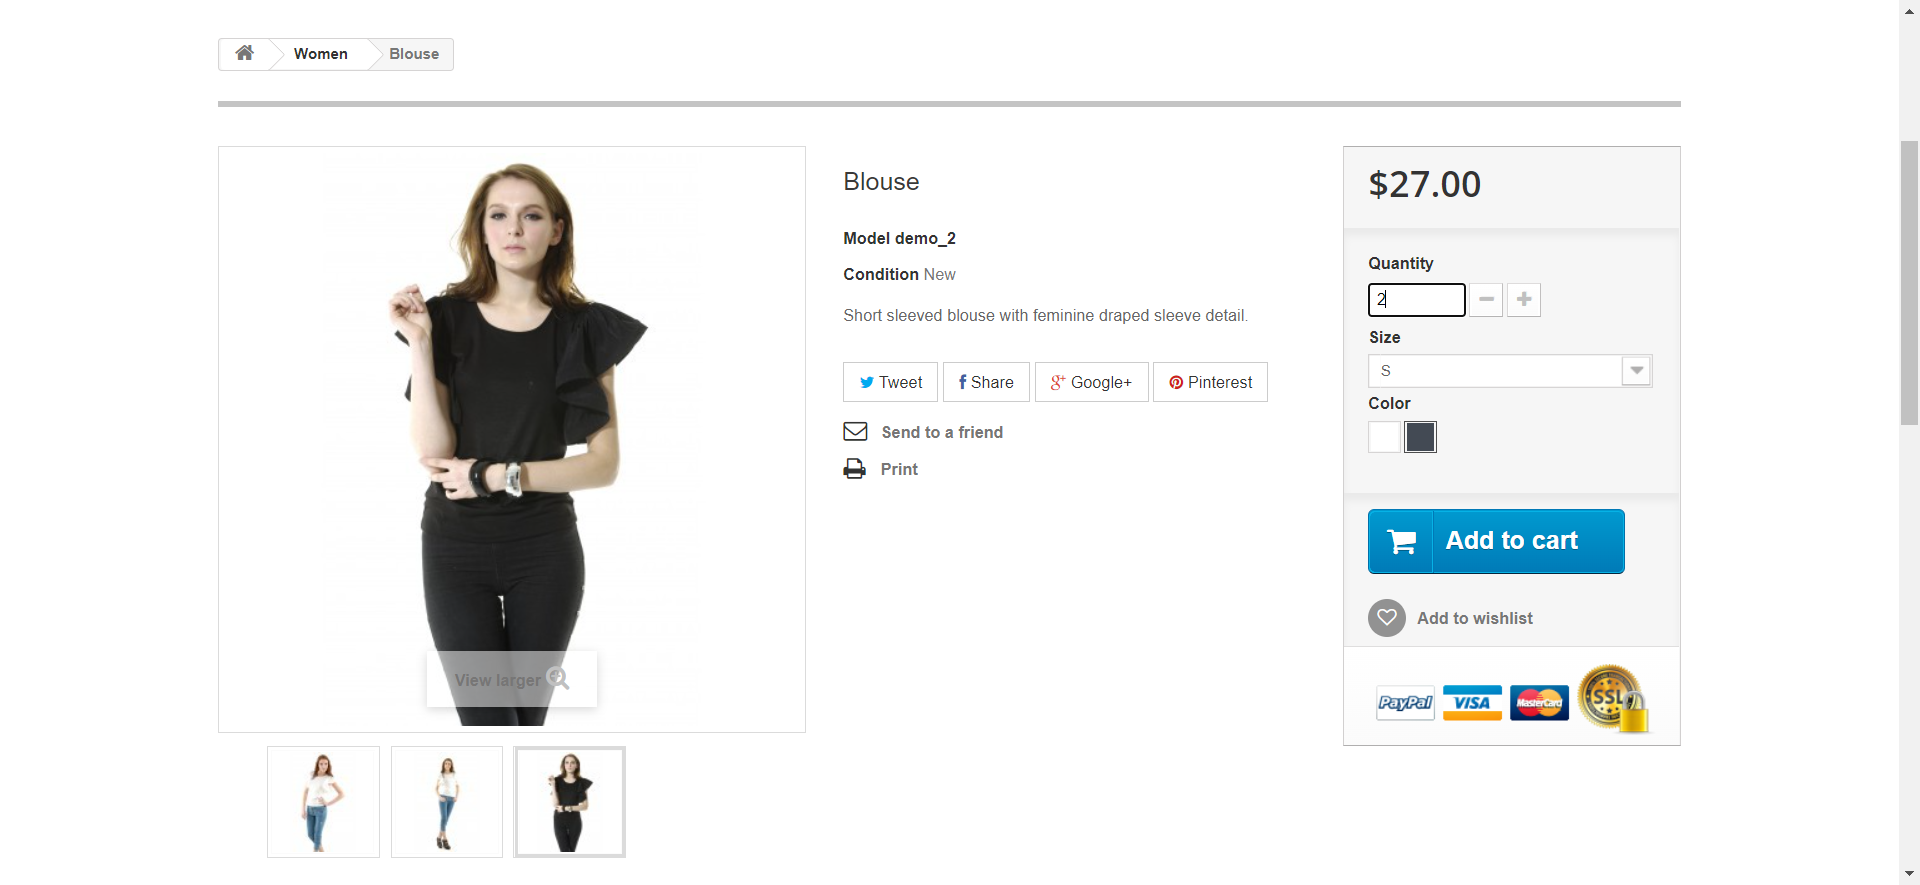 Women
Blouse
Blouse
Model demo_2
Condition New
Short sleeved blouse with feminine draped sleeve detail.
Tweet
Share
Google+
Pinterest
Send to a friend
Print
View larger
$27.00
Quantity
2
Size
S
Color
Add to cart
Add to wishlist
PayPal
VISA
MasterCard
SSL